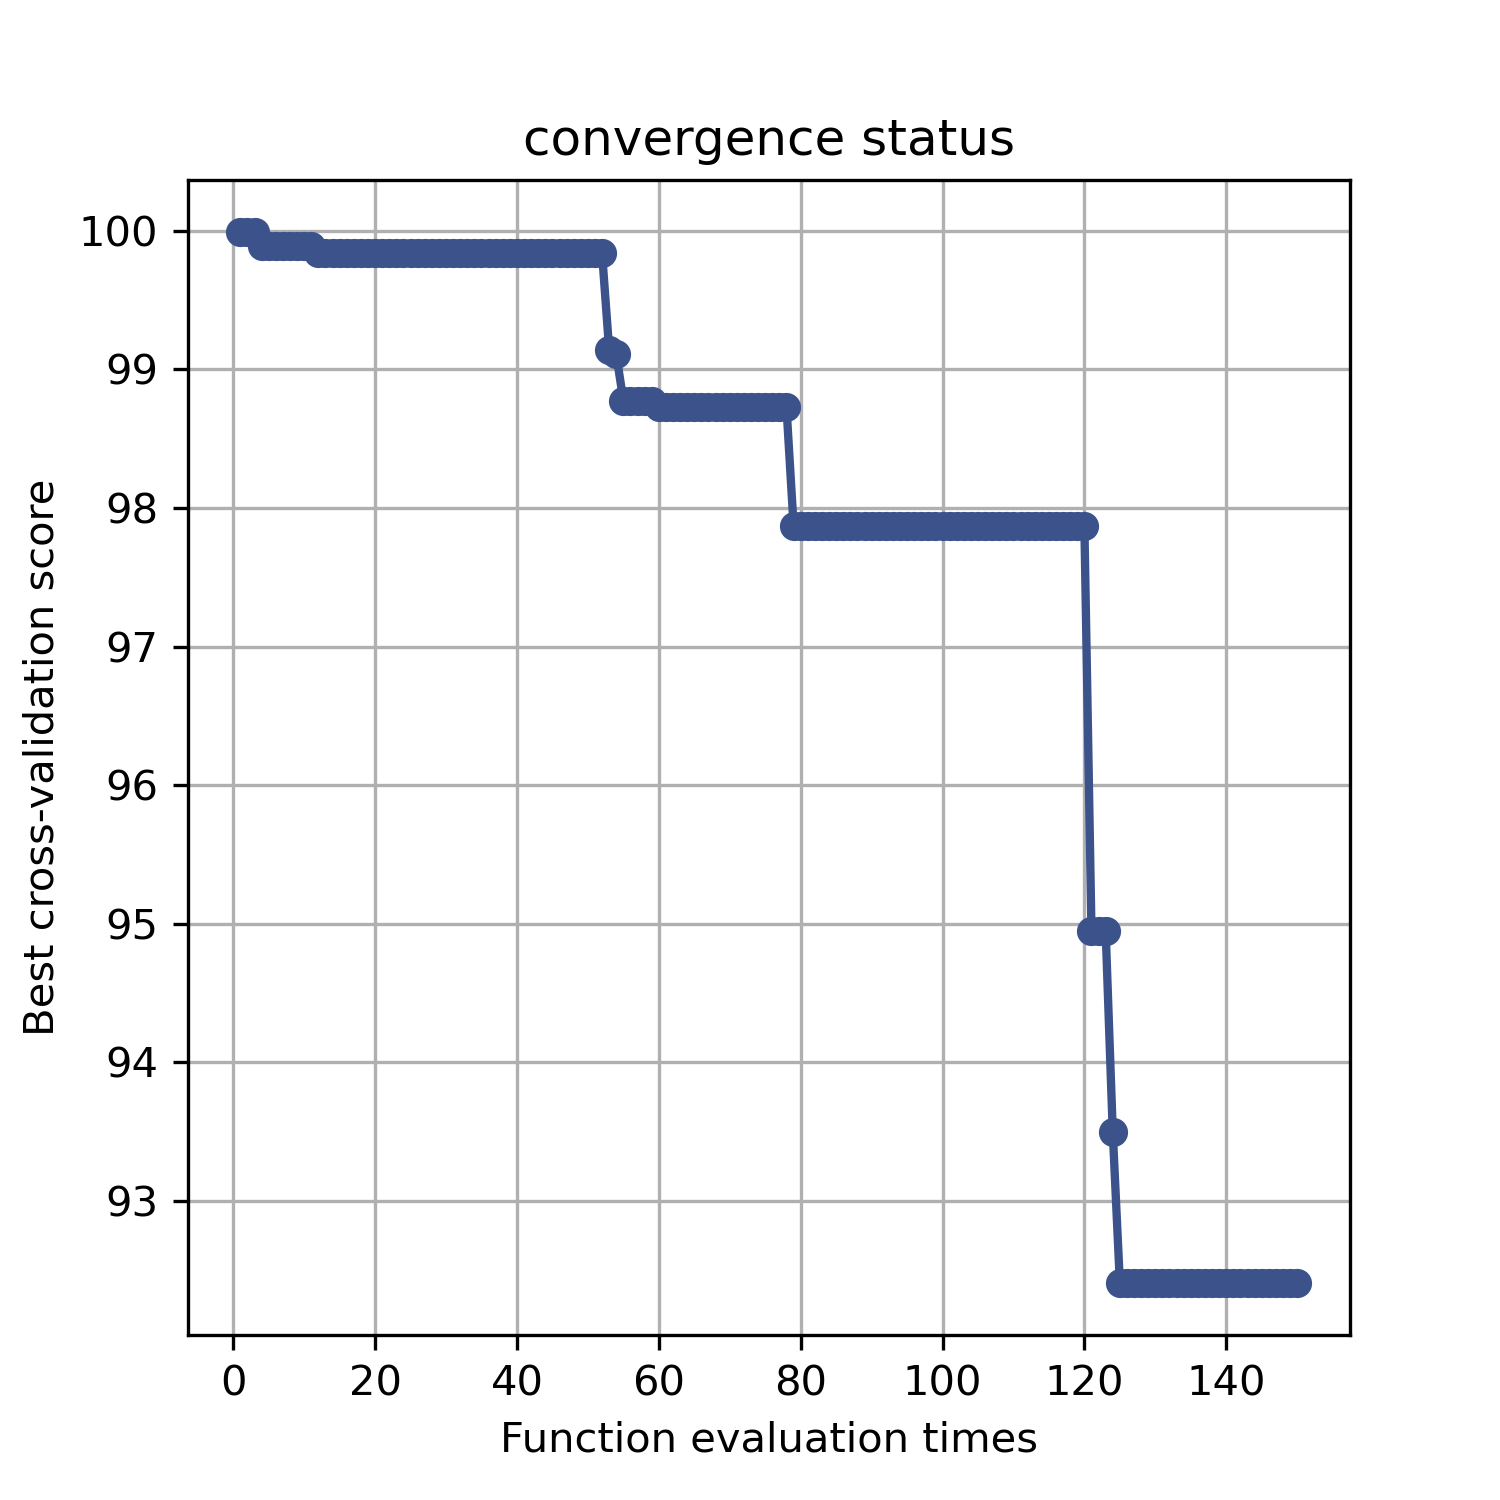 convergence status
100
99
98
97
96
95
94
93
Best cross-validation score
0 20 40 60 80 100 120 140
Function evaluation times